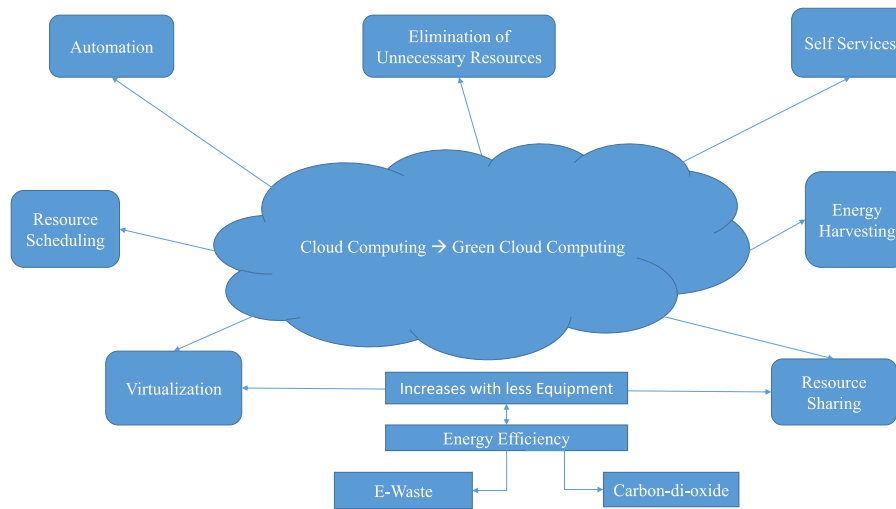 Automation
Elimination of
Unnecessary Resources
Self Services
Resource
Scheduling
Cloud Computing → Green Cloud Computing
Energy
Harvesting
Virtualization
Increases with less Equipment
Resource
Sharing
Energy Efficiency
E-Waste
Carbon-di-oxide